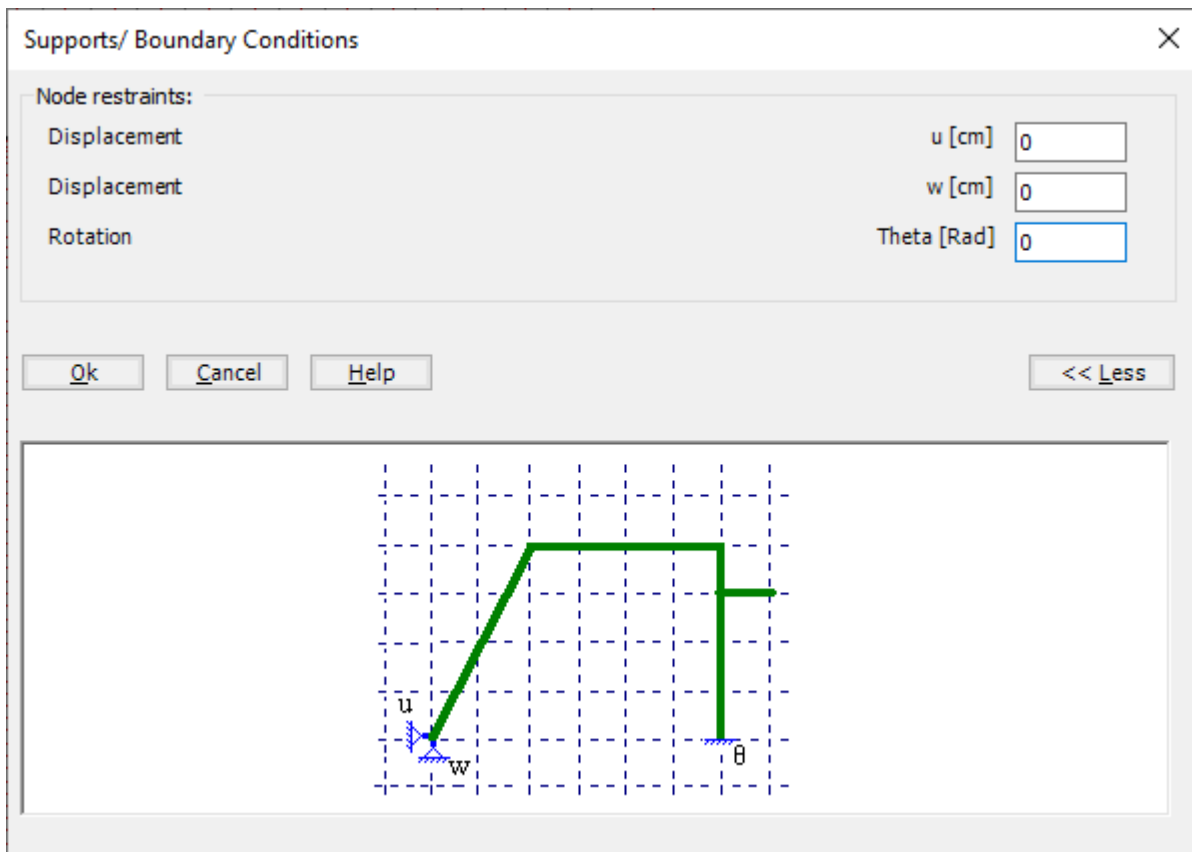 Supports/ Boundary Conditions
Node restraints:
Displacement u [cm] 0
Displacement w [cm] 0
Rotation Theta [Rad] 0
Ok Cancel Help << Less
u
w θ